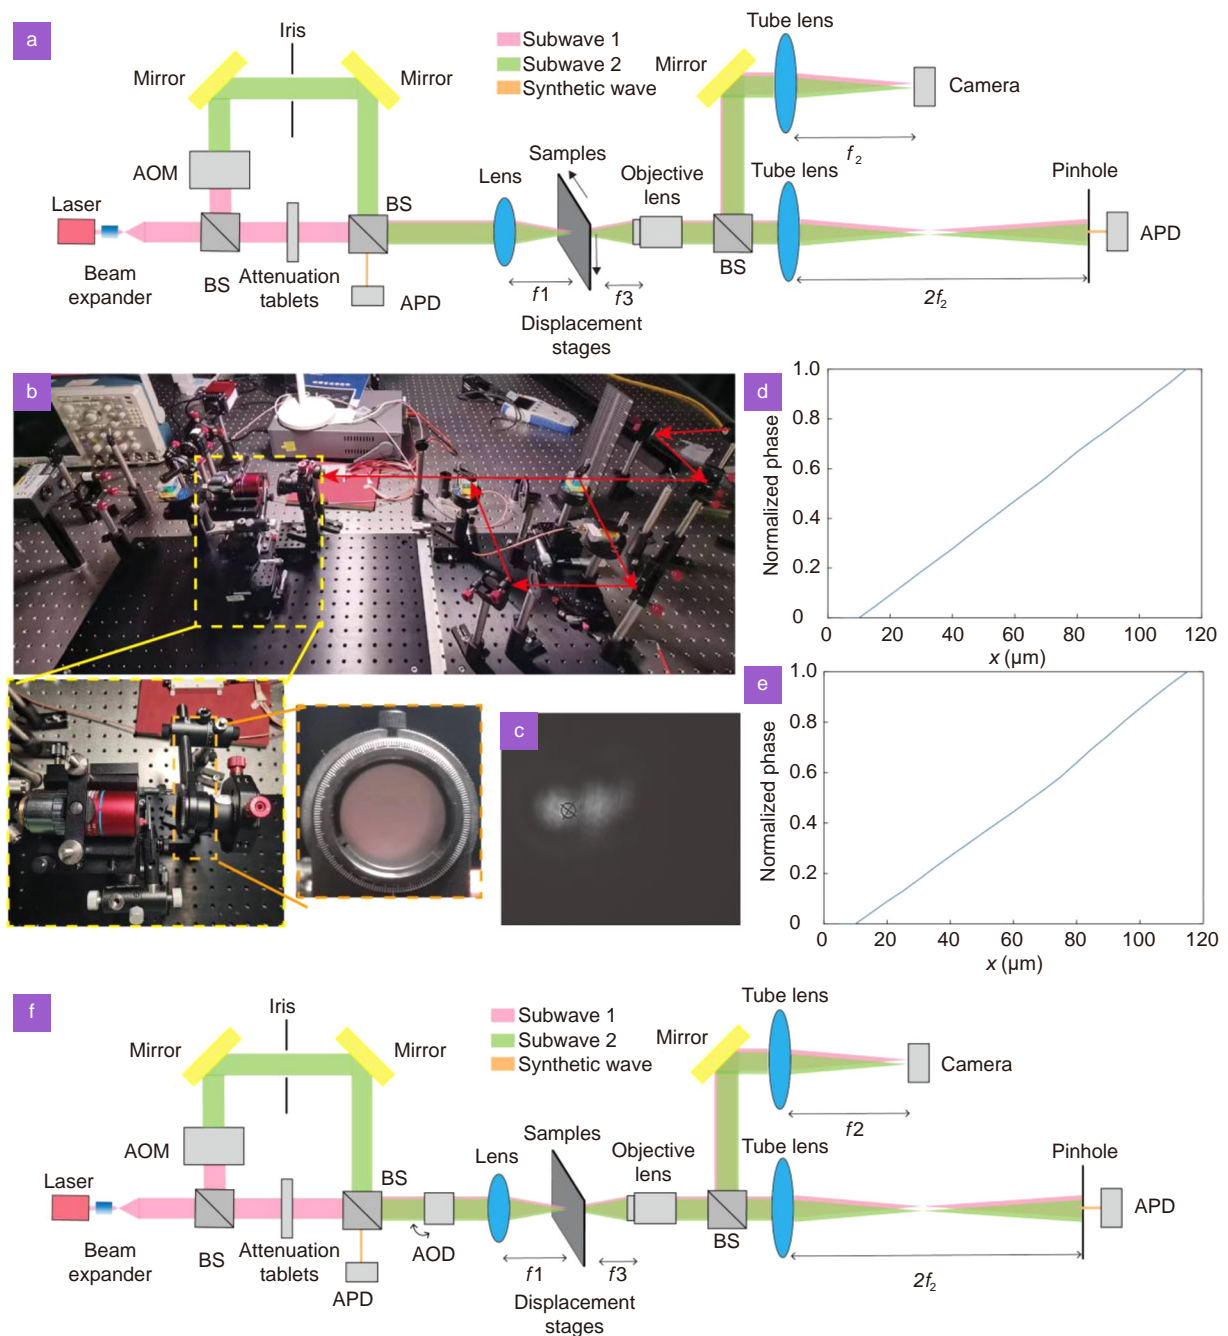 a
Iris
Subwave 1
Subwave 2
Synthetic wave
Mirror
Mirror
Mirror
Tube lens
Camera
f2
AOM
Samples
Lens
Objective
lens
Tube lens
Pinhole
Laser
BS
APD
Beam
expander
BS
Attenuation
tablets
APD
f1
f3
BS
2f2
Displacement
stages
b
d
Normalized phase
1.0
0.8
0.6
0.4
0.2
0
0 20 40 60 80 100 120
x (μm)
c
e
Normalized phase
1.0
0.8
0.6
0.4
0.2
0
0 20 40 60 80 100 120
x (μm)
f
Iris
Subwave 1
Subwave 2
Synthetic wave
Mirror
Mirror
Mirror
Tube lens
Camera
f2
AOM
Samples
Lens
Objective
lens
Tube lens
Pinhole
Laser
BS
APD
Beam
expander
BS
Attenuation
tablets
APD
AOD
f1
f3
BS
2f2
Displacement
stages